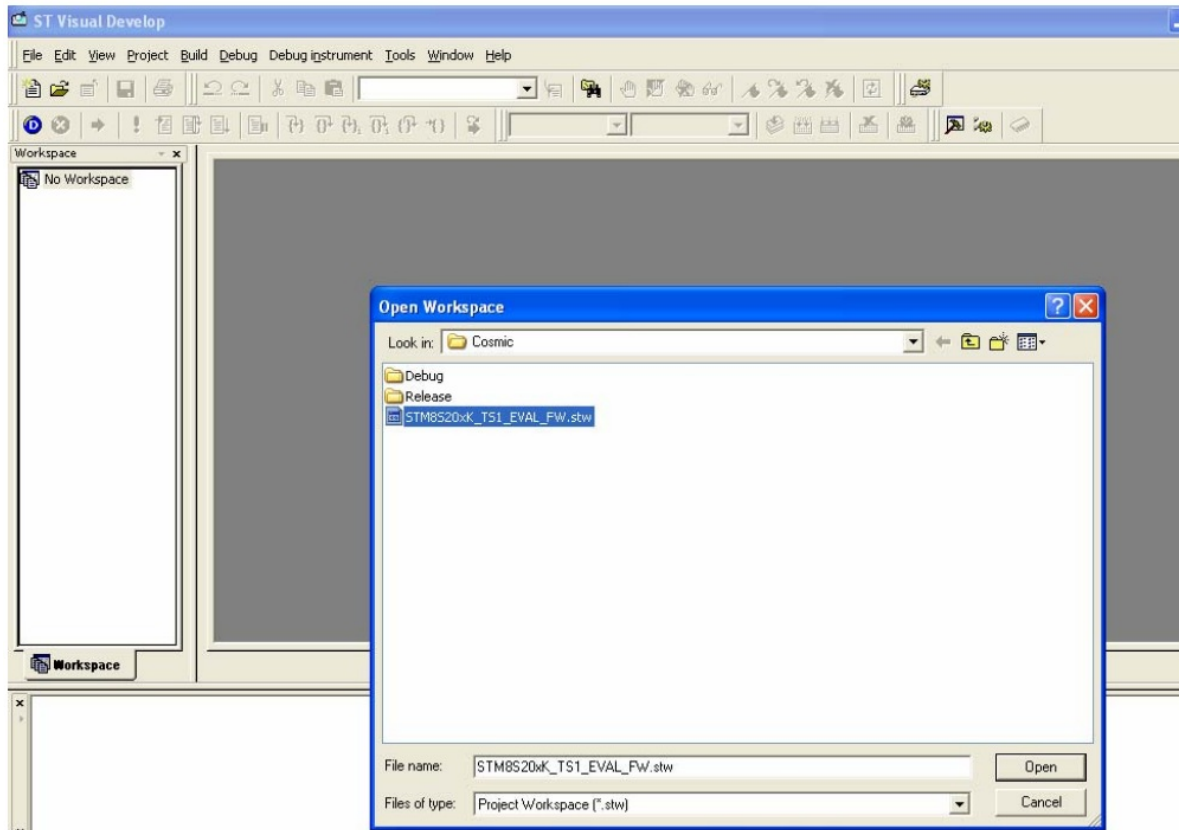 ST Visual Develop
File Edit View Project Build Debug Debug instrument Tools Window Help
Workspace
No Workspace
Open Workspace
Look in: Cosmic
Debug
Release
STM8S20xK_TS1_EVAL_FW.stw
Workspace
File name: STM8S20xK_TS1_EVAL_FW.stw Open
Files of type: Project Workspace (*.stw) Cancel